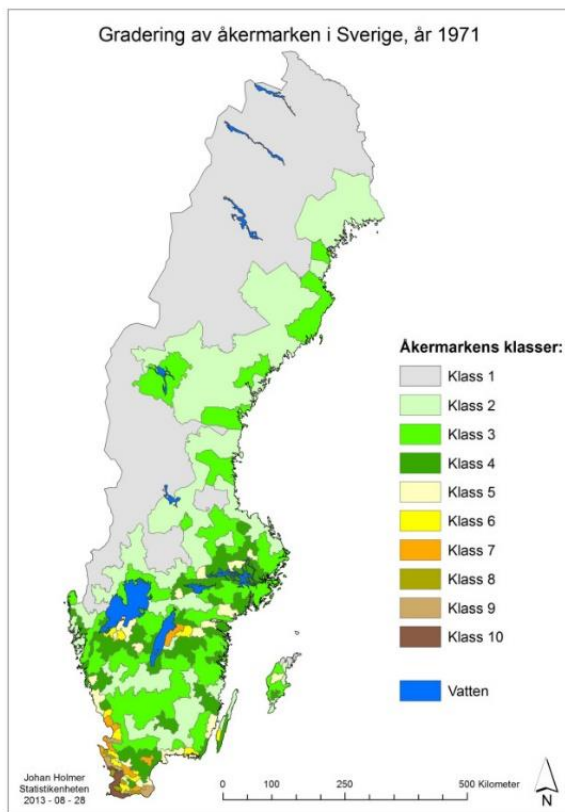 Gradering av åkermarken i Sverige, år 1971
Åkermarkens klasser:
Klass 1
Klass 2
Klass 3
Klass 4
Klass 5
Klass 6
Klass 7
Klass 8
Klass 9
Klass 10
Vatten
Johan Holmer
Statistikenheten
2013 - 08 - 28
0 100 250 500 Kilometer
N